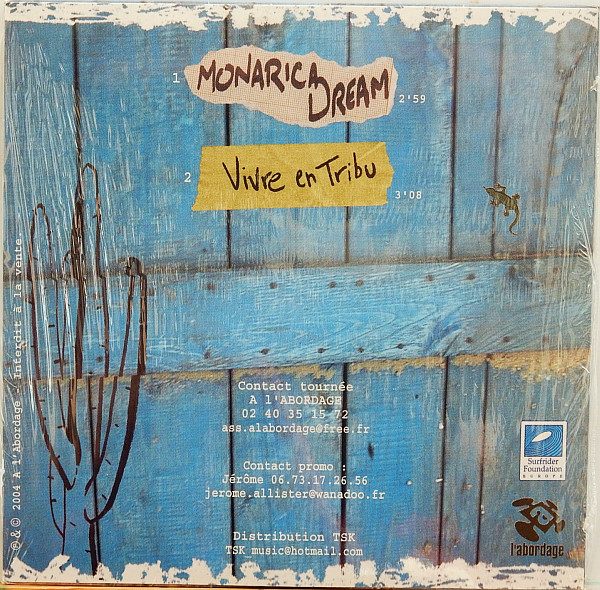 1 MONARICA
DREAM 2'59
2 Vivre en Tribu 3'08
Contact tournée
A l'ABORDAGE
02 40 35 15 72
ass.alabordage@free.fr
Contact promo :
Jérôme 06.73.17.26.56
jerome.allister@wanadoo.fr
Distribution TSK
TSK music@hotmail.com
℗ & © 2004 A l'Abordage - Interdit à la vente.
Surfrider
Foundation
EUROPE
l'abordage